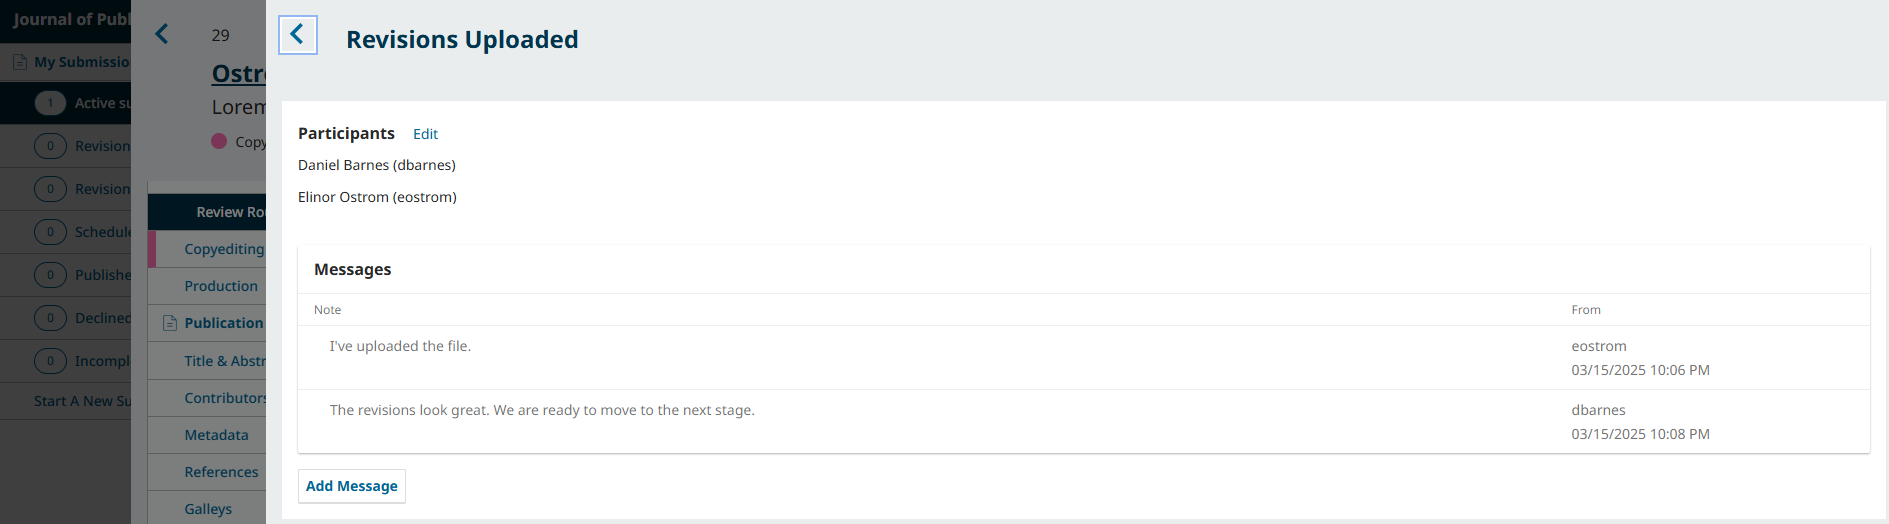 Journal of Publ
My Submissio
1 Active su
0 Revision
0 Revision
0 Schedule
0 Publishe
0 Declined
0 Incompl
Start A New Su
29
Ostro
Lorem
Copy
Review Rou
Copyediting
Production
Publication
Title & Abstr
Contributors
Metadata
References
Galleys
Revisions Uploaded
Participants Edit
Daniel Barnes (dbarnes)
Elinor Ostrom (eostrom)
Messages
Note From
I've uploaded the file. eostrom
03/15/2025 10:06 PM
The revisions look great. We are ready to move to the next stage. dbarnes
03/15/2025 10:08 PM
Add Message